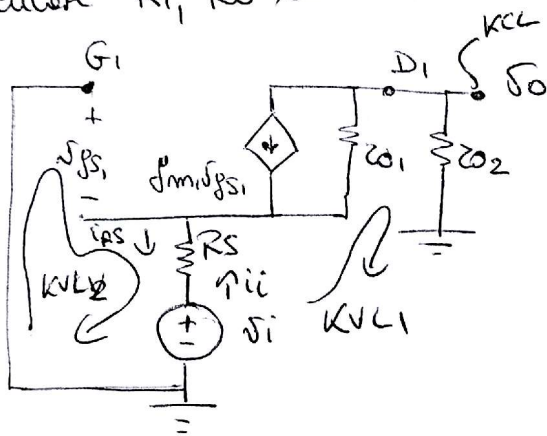 KCL
G1
D1
vo
+
vgs1
-
gm1vgs1
ro1
ro2
iRS
RS
KVL2
ii
+
-
vi
KVL1